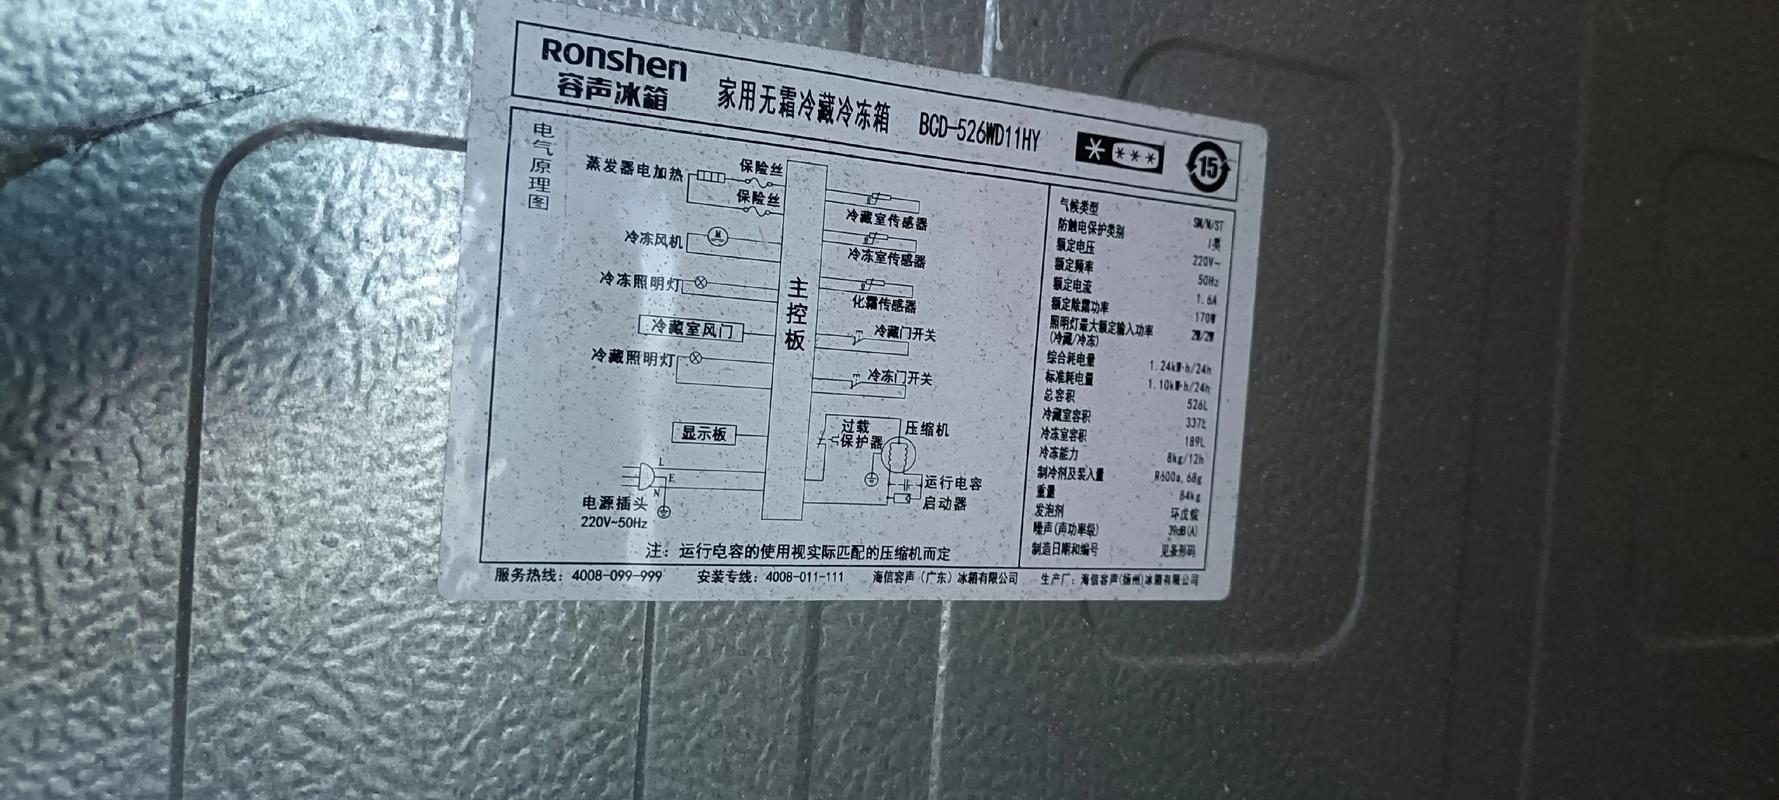 Ronshen
容声冰箱
家用无霜冷藏冷冻箱 BCD-526WD11HY
15
电气原理图
蒸发器电加热
保险丝
保险丝
冷冻风机
M
冷冻照明灯
冷藏室风门
冷藏照明灯
显示板
L
E
N
电源插头
220V~50Hz
主控板
冷藏室传感器
冷冻室传感器
化霜传感器
冷藏门开关
冷冻门开关
过载
保护器
压缩机
运行电容
启动器
注：运行电容的使用视实际匹配的压缩机而定
气候类型 SN/N/ST
防触电保护类别 I类
额定电压 220V~
额定频率 50Hz
额定电流 1.6A
额定除霜功率 170W
照明灯最大额定输入功率
(冷藏/冷冻) 2W/2W
综合耗电量 1.24kW·h/24h
标准耗电量 1.10kW·h/24h
总容积 526L
冷藏室容积 337L
冷冻室容积 189L
冷冻能力 8kg/12h
制冷剂及装入量 R600a,68g
重量 84kg
发泡剂 环戊烷
噪声(声功率级) 39dB(A)
制造日期和编号 见条形码
服务热线：4008-099-999 安装专线：4008-011-111 海信容声（广东）冰箱有限公司 生产厂：海信容声(扬州)冰箱有限公司